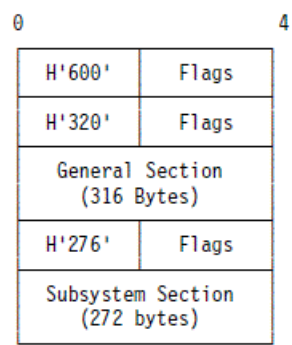 0 4
H'600' Flags
H'320' Flags
General Section
(316 Bytes)
H'276' Flags
Subsystem Section
(272 bytes)